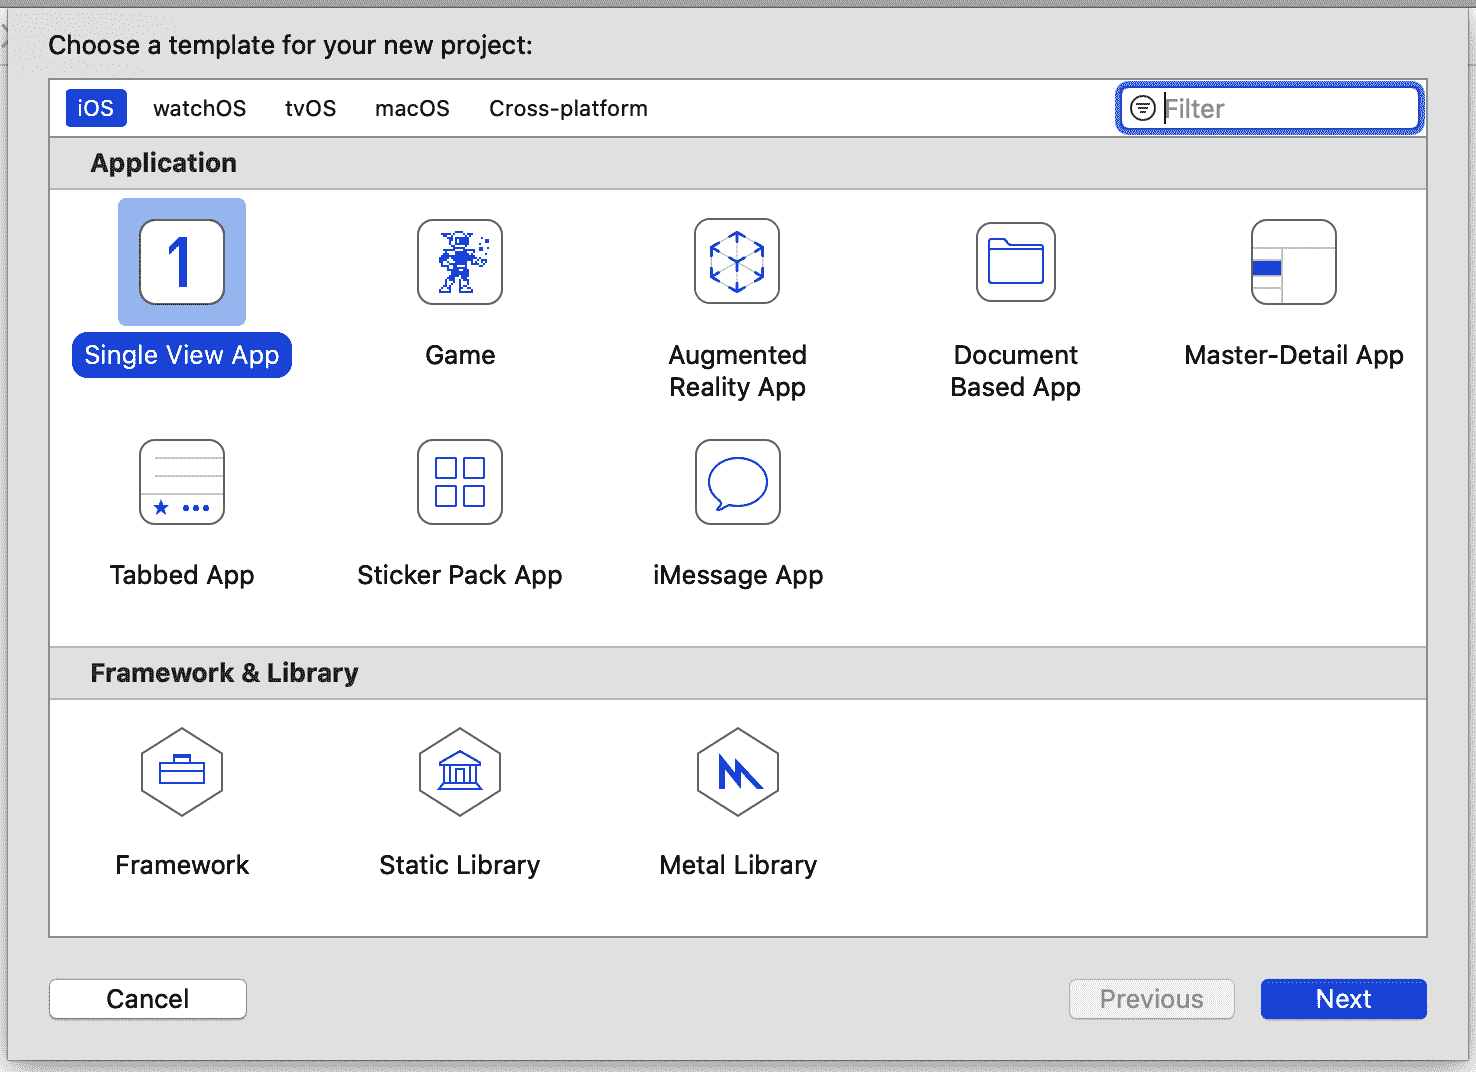 Choose a template for your new project:
iOS watchOS tvOS macOS Cross-platform Filter
Application
1
Single View App Game Augmented Reality App Document Based App Master-Detail App
Tabbed App Sticker Pack App iMessage App
Framework & Library
Framework Static Library Metal Library
Cancel Previous Next